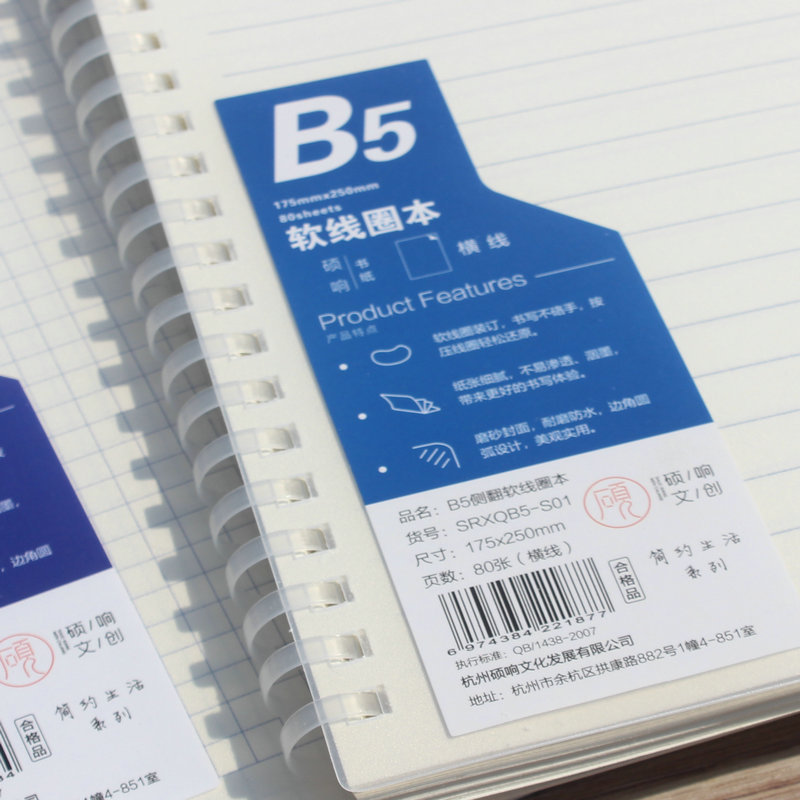 B5
175mmx250mm
80sheets
软线圈本
硕响 书纸
横线
Product Features
产品特点
软线圈装订，书写不硌手，按
压线圈轻松还原。
纸张细腻，不易渗透、洇墨，
带来更好的书写体验。
磨砂封面，耐磨防水，边角圆
弧设计，美观实用。
品名：B5侧翻软线圈本
货号：SRXQB5-S01
尺寸：175x250mm
页数：80张（横线）
硕
硕/响
文/创
合格品
简约生活
系列
6 974384 221877
执行标准：QB/1438-2007
杭州硕响文化发展有限公司
地址：杭州市余杭区拱康路882号1幢4-851室
洇墨，
，边角圆
硕
硕/响
文/创
简约生活
系列
合格品
幢4-851室